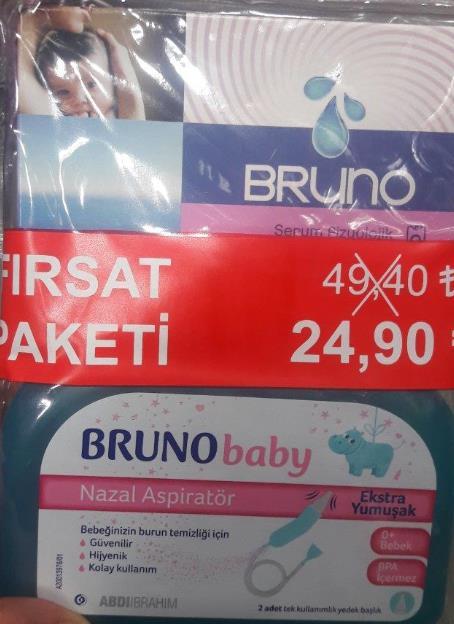 BRUNO
Serum Fizyolojik
FIRSAT
PAKETİ
49,40 ₺
24,90 ₺
BRUNO baby
Nazal Aspiratör
Ekstra
Yumuşak
Bebeğinizin burun temizliği için
Güvenilir
Hijyenik
Kolay kullanım
0+
Bebek
BPA
İçermez
ABDİ İBRAHİM
2 adet tek kullanımlık yedek başlık